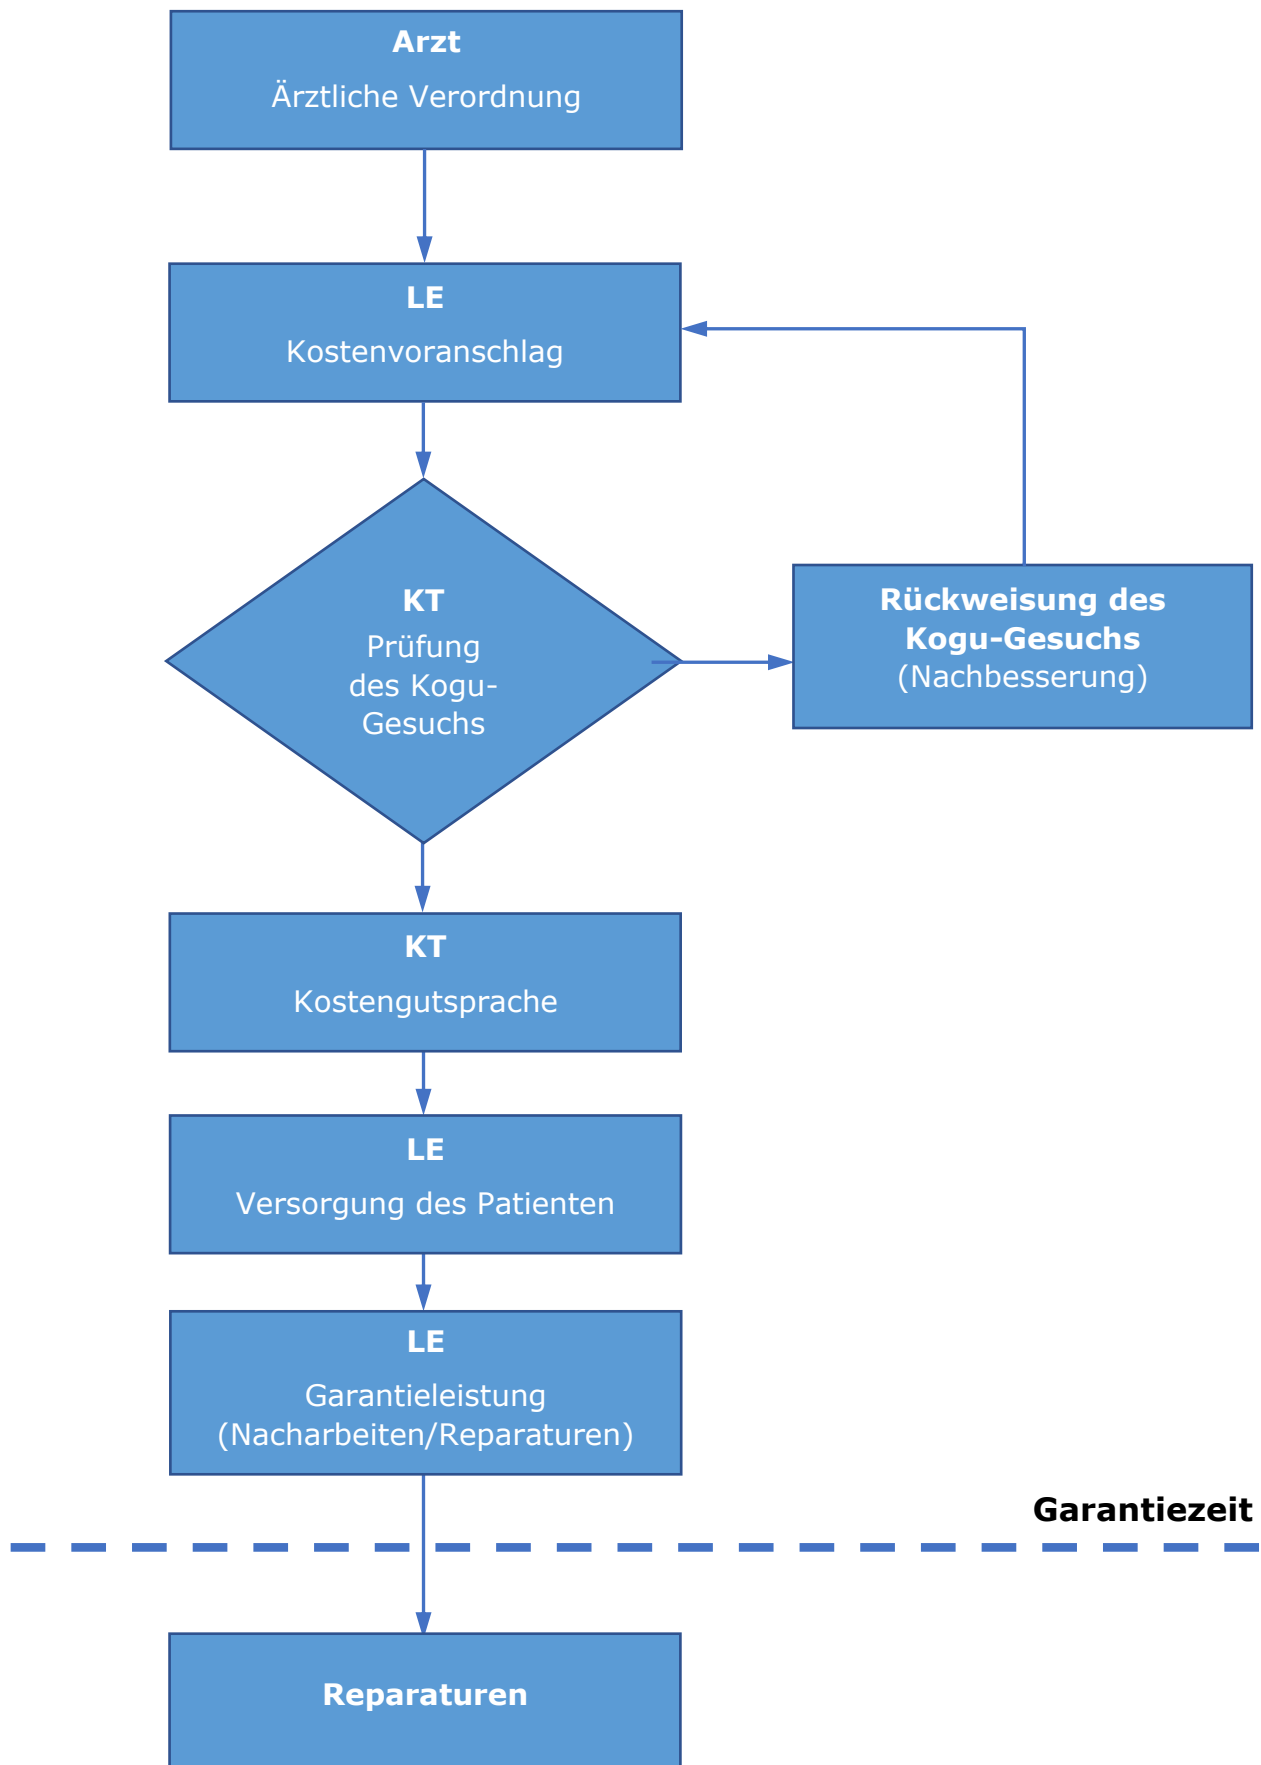 Arzt
Ärztliche Verordnung
LE
Kostenvoranschlag
KT
Prüfung
des Kogu-
Gesuchs
Rückweisung des
Kogu-Gesuchs
(Nachbesserung)
KT
Kostengutsprache
LE
Versorgung des Patienten
LE
Garantieleistung
(Nacharbeiten/Reparaturen)
Garantiezeit
Reparaturen